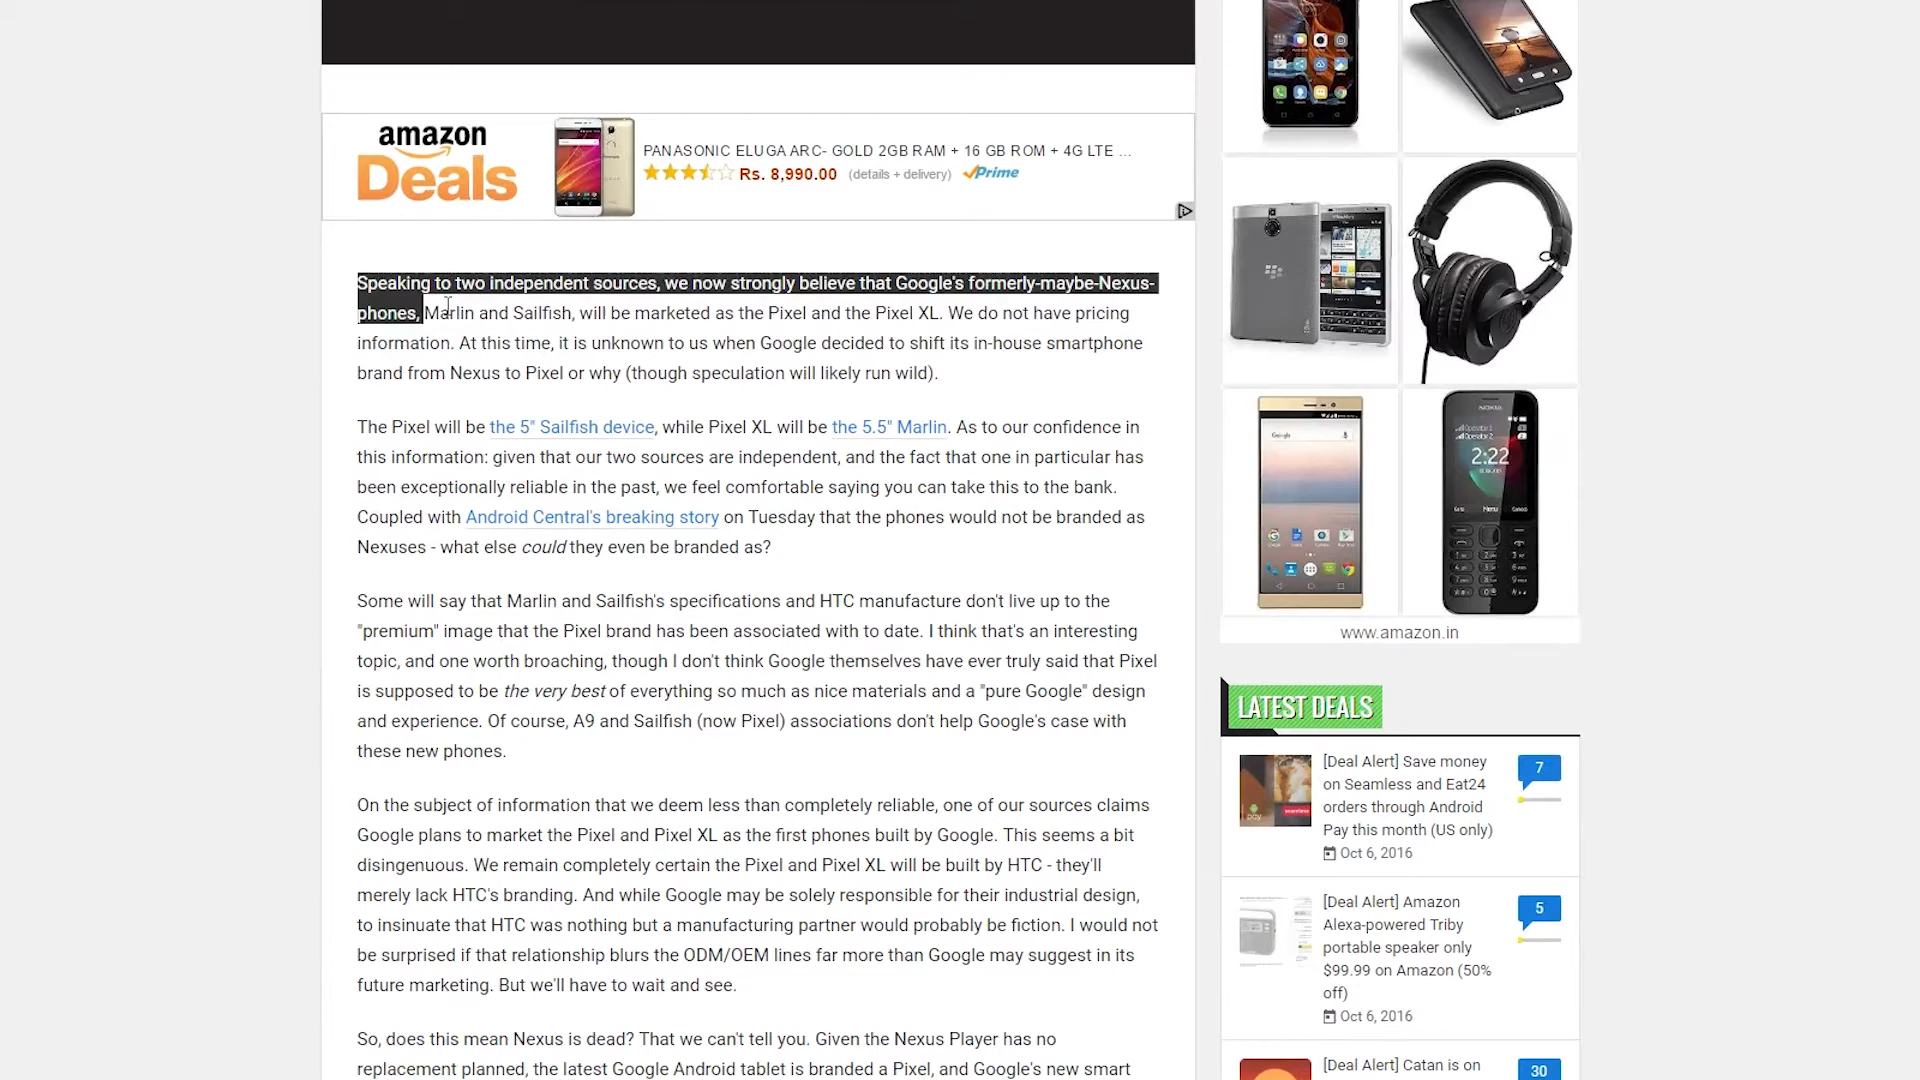 amazon
Deals
PANASONIC ELUGA ARC- GOLD 2GB RAM + 16 GB ROM + 4G LTE ...
Rs. 8,990.00 (details + delivery) Prime
Speaking to two independent sources, we now strongly believe that Google's formerly-maybe-Nexus-
phones, Marlin and Sailfish, will be marketed as the Pixel and the Pixel XL. We do not have pricing
information. At this time, it is unknown to us when Google decided to shift its in-house smartphone
brand from Nexus to Pixel or why (though speculation will likely run wild).
The Pixel will be the 5" Sailfish device, while Pixel XL will be the 5.5" Marlin. As to our confidence in
this information: given that our two sources are independent, and the fact that one in particular has
been exceptionally reliable in the past, we feel comfortable saying you can take this to the bank.
Coupled with Android Central's breaking story on Tuesday that the phones would not be branded as
Nexuses - what else could they even be branded as?
Some will say that Marlin and Sailfish's specifications and HTC manufacture don't live up to the
"premium" image that the Pixel brand has been associated with to date. I think that's an interesting
topic, and one worth broaching, though I don't think Google themselves have ever truly said that Pixel
is supposed to be the very best of everything so much as nice materials and a "pure Google" design
and experience. Of course, A9 and Sailfish (now Pixel) associations don't help Google's case with
these new phones.
On the subject of information that we deem less than completely reliable, one of our sources claims
Google plans to market the Pixel and Pixel XL as the first phones built by Google. This seems a bit
disingenuous. We remain completely certain the Pixel and Pixel XL will be built by HTC - they'll
merely lack HTC's branding. And while Google may be solely responsible for their industrial design,
to insinuate that HTC was nothing but a manufacturing partner would probably be fiction. I would not
be surprised if that relationship blurs the ODM/OEM lines far more than Google may suggest in its
future marketing. But we'll have to wait and see.
So, does this mean Nexus is dead? That we can't tell you. Given the Nexus Player has no
replacement planned, the latest Google Android tablet is branded a Pixel, and Google's new smart
Google
NOKIA
2:22
Goto Menu
www.amazon.in
LATEST DEALS
[Deal Alert] Save money
on Seamless and Eat24
orders through Android
Pay this month (US only)
Oct 6, 2016
7
pay
[Deal Alert] Amazon
Alexa-powered Triby
portable speaker only
$99.99 on Amazon (50%
off)
Oct 6, 2016
5
[Deal Alert] Catan is on
30